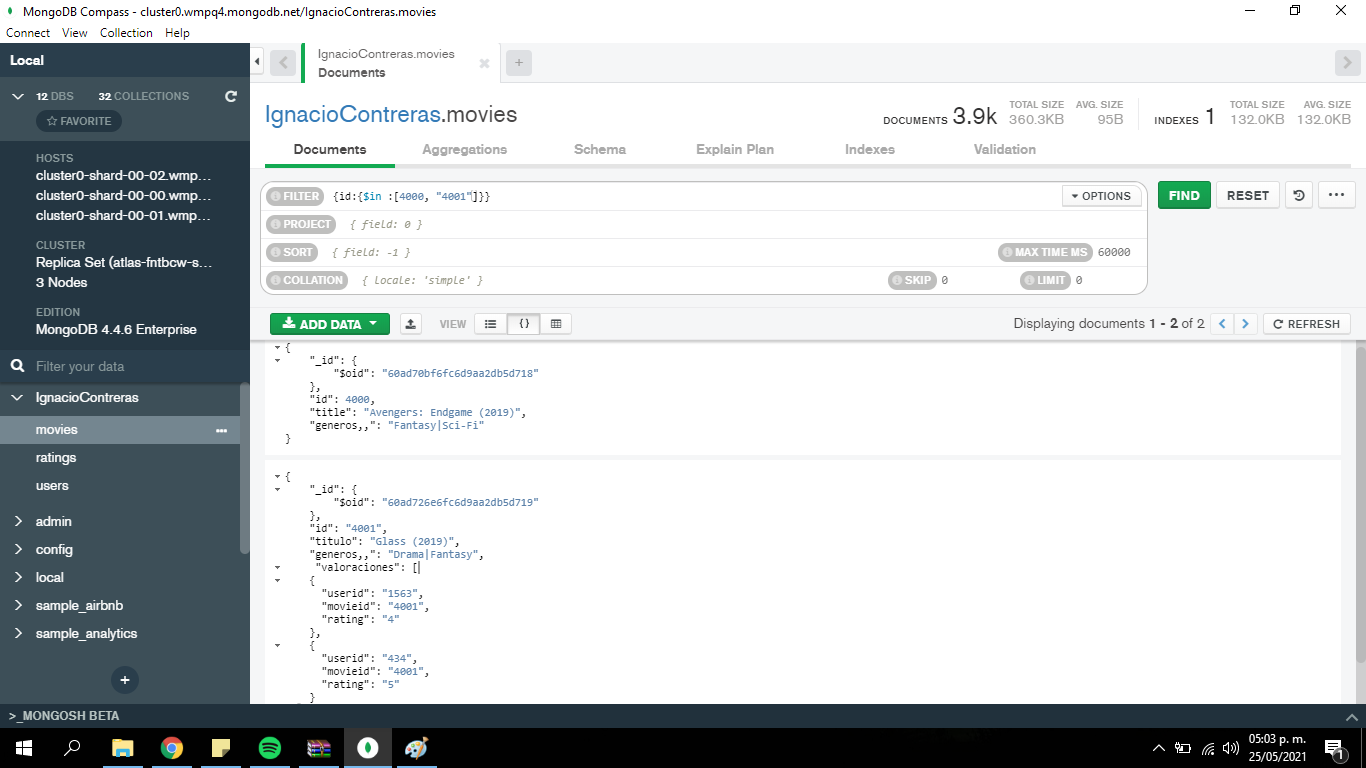 MongoDB Compass - cluster0.wmpq4.mongodb.net/IgnacioContreras.movies
Connect View Collection Help
Local
12 DBS 32 COLLECTIONS
FAVORITE
HOSTS
cluster0-shard-00-02.wmp...
cluster0-shard-00-00.wmp...
cluster0-shard-00-01.wmp...
CLUSTER
Replica Set (atlas-fntbcw-s...
3 Nodes
EDITION
MongoDB 4.4.6 Enterprise
Filter your data
IgnacioContreras
movies
ratings
users
admin
config
local
sample_airbnb
sample_analytics
IgnacioContreras.movies
Documents
IgnacioContreras.movies
DOCUMENTS 3.9k TOTAL SIZE 360.3KB AVG. SIZE 95B INDEXES 1 TOTAL SIZE 132.0KB AVG. SIZE 132.0KB
Documents Aggregations Schema Explain Plan Indexes Validation
FILTER {id:{$in :[4000, "4001"]}} OPTIONS FIND RESET
PROJECT { field: 0 }
SORT { field: -1 } MAX TIME MS 60000
COLLATION { locale: 'simple' } SKIP 0 LIMIT 0
ADD DATA VIEW {} Displaying documents 1 - 2 of 2 REFRESH
{
"_id": {
"$oid": "60ad70bf6fc6d9aa2db5d718"
},
"id": 4000,
"title": "Avengers: Endgame (2019)",
"generos,,": "Fantasy|Sci-Fi"
}
{
"_id": {
"$oid": "60ad726e6fc6d9aa2db5d719"
},
"id": "4001",
"titulo": "Glass (2019)",
"generos,,": "Drama|Fantasy",
"valoraciones": [
{
"userid": "1563",
"movieid": "4001",
"rating": "4"
},
{
"userid": "434",
"movieid": "4001",
"rating": "5"
}
>_MONGOSH BETA
05:03 p. m.
25/05/2021
1